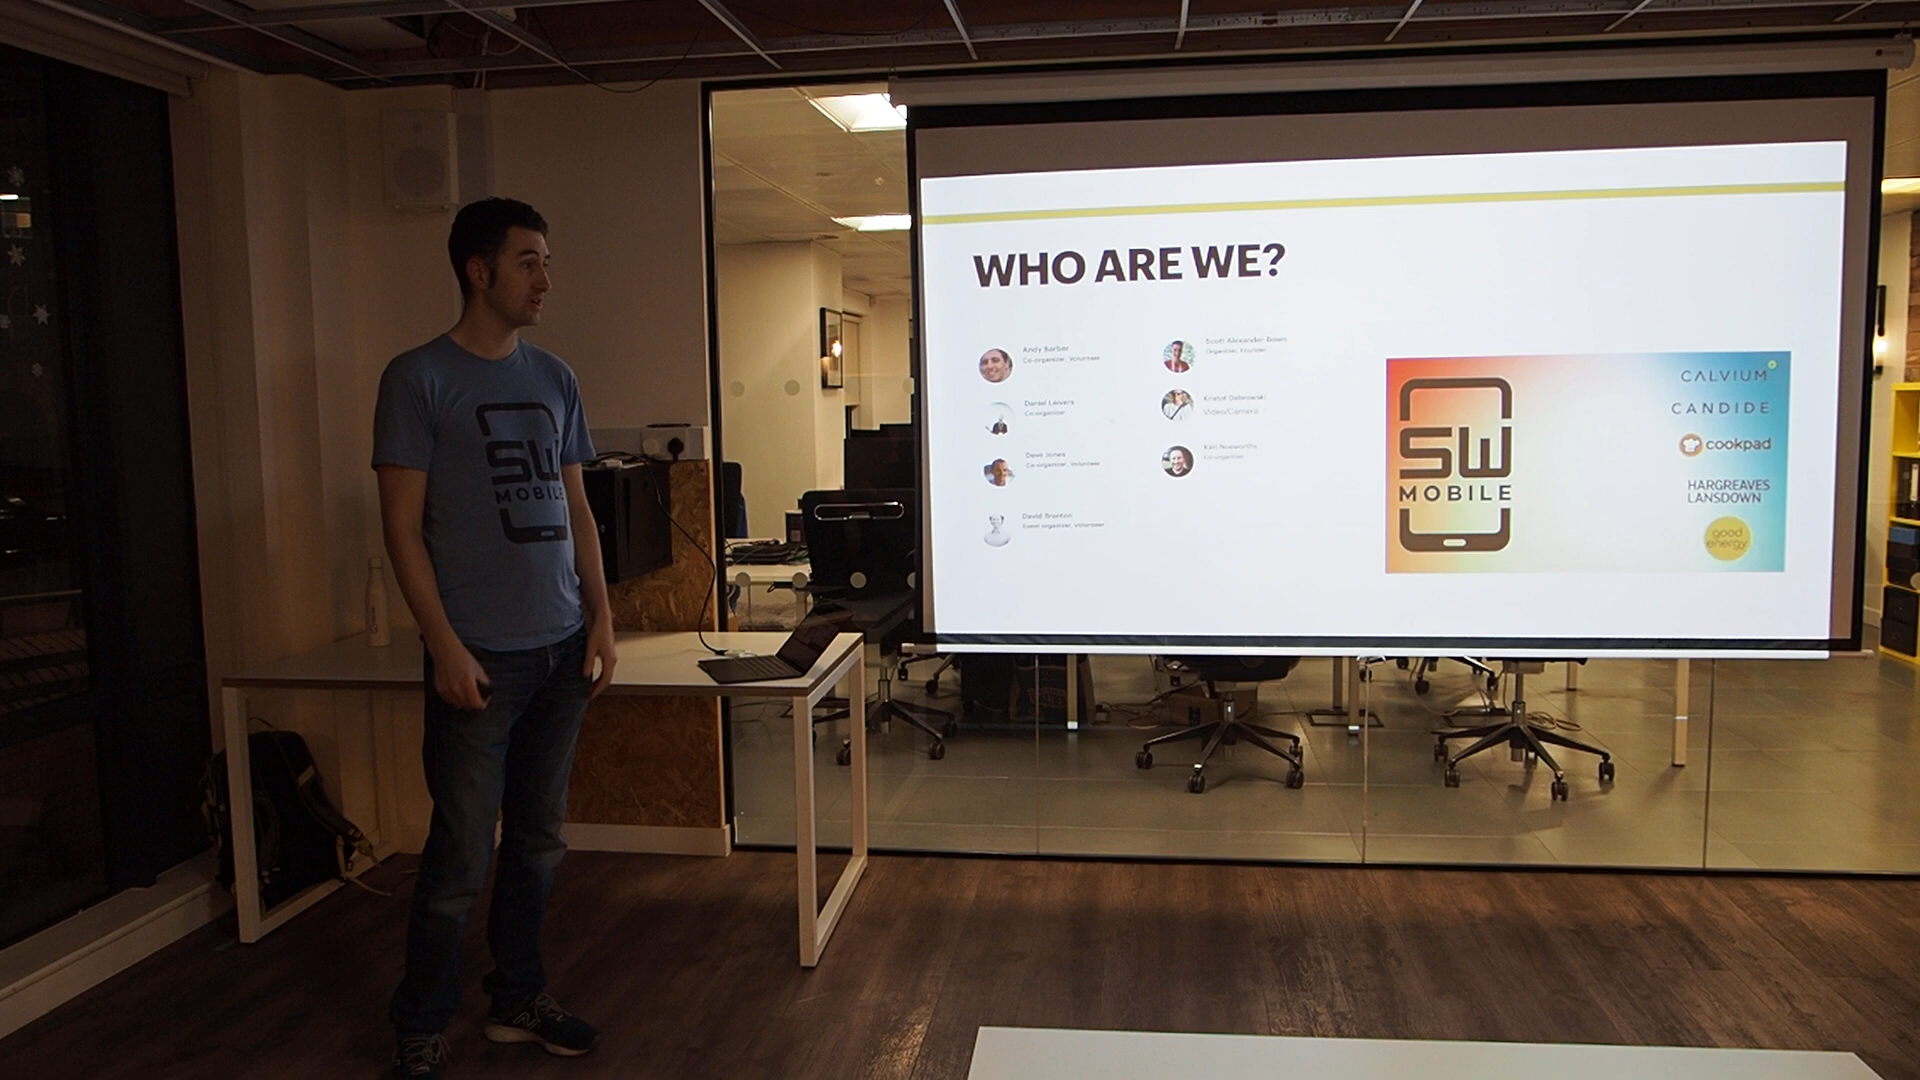 WHO ARE WE?
Andy Barber
Co-organizer, Volunteer
Daniel Leivers
Co-organizer
Dave Jones
Co-organizer, Volunteer
David Branton
Event organizer, Volunteer
Scott Alexander-Bown
Organizer, Founder
Kristof Dabrowski
Video/Camera
Karl
Co-organizer
SW
MOBILE
CALVIUM
CANDIDE
cookpad
HARGREAVES
LANSDOWN
good
energy
SW
MOBILE